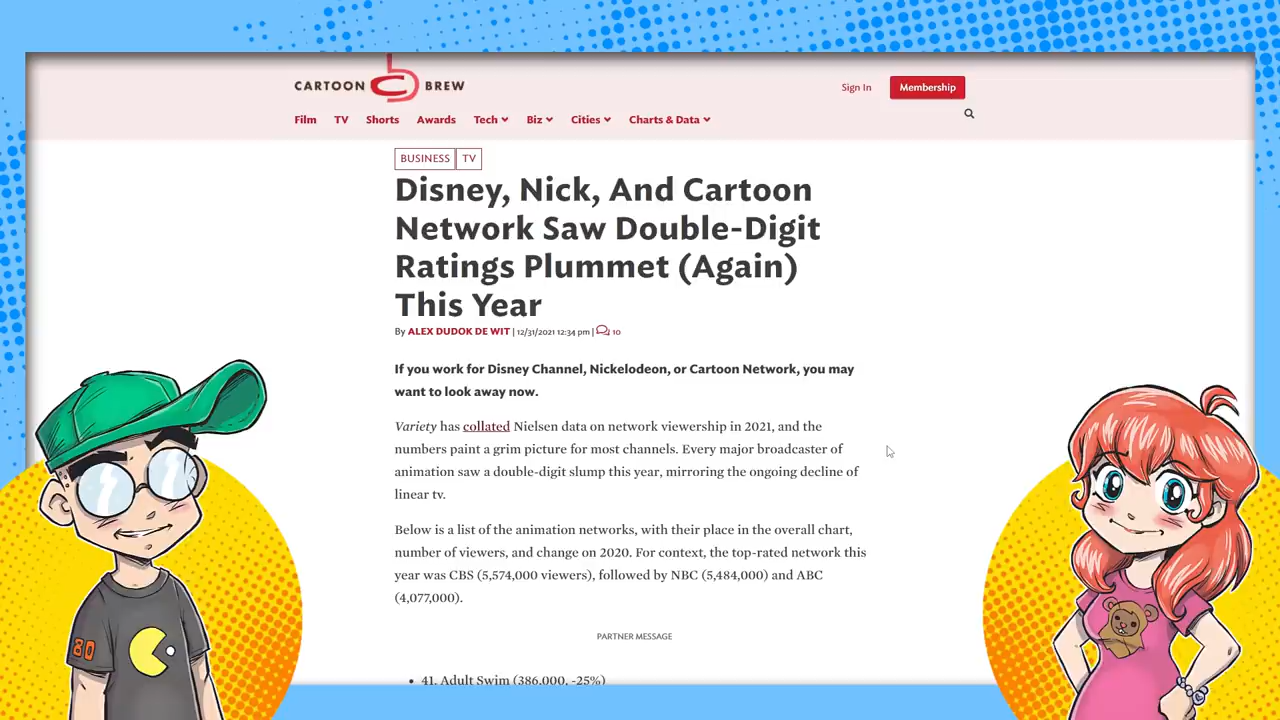 CARTOON BREW
Sign In
Membership
Film TV Shorts Awards Tech Biz Cities Charts & Data
BUSINESS TV
Disney, Nick, And Cartoon
Network Saw Double-Digit
Ratings Plummet (Again)
This Year
By ALEX DUDOK DE WIT | 12/31/2021 12:34 pm | 10
If you work for Disney Channel, Nickelodeon, or Cartoon Network, you may
want to look away now.
Variety has collated Nielsen data on network viewership in 2021, and the
numbers paint a grim picture for most channels. Every major broadcaster of
animation saw a double-digit slump this year, mirroring the ongoing decline of
linear tv.
Below is a list of the animation networks, with their place in the overall chart,
number of viewers, and change on 2020. For context, the top-rated network this
year was CBS (5,574,000 viewers), followed by NBC (5,484,000) and ABC
(4,077,000).
PARTNER MESSAGE
• 41. Adult Swim (386,000, -25%)
80